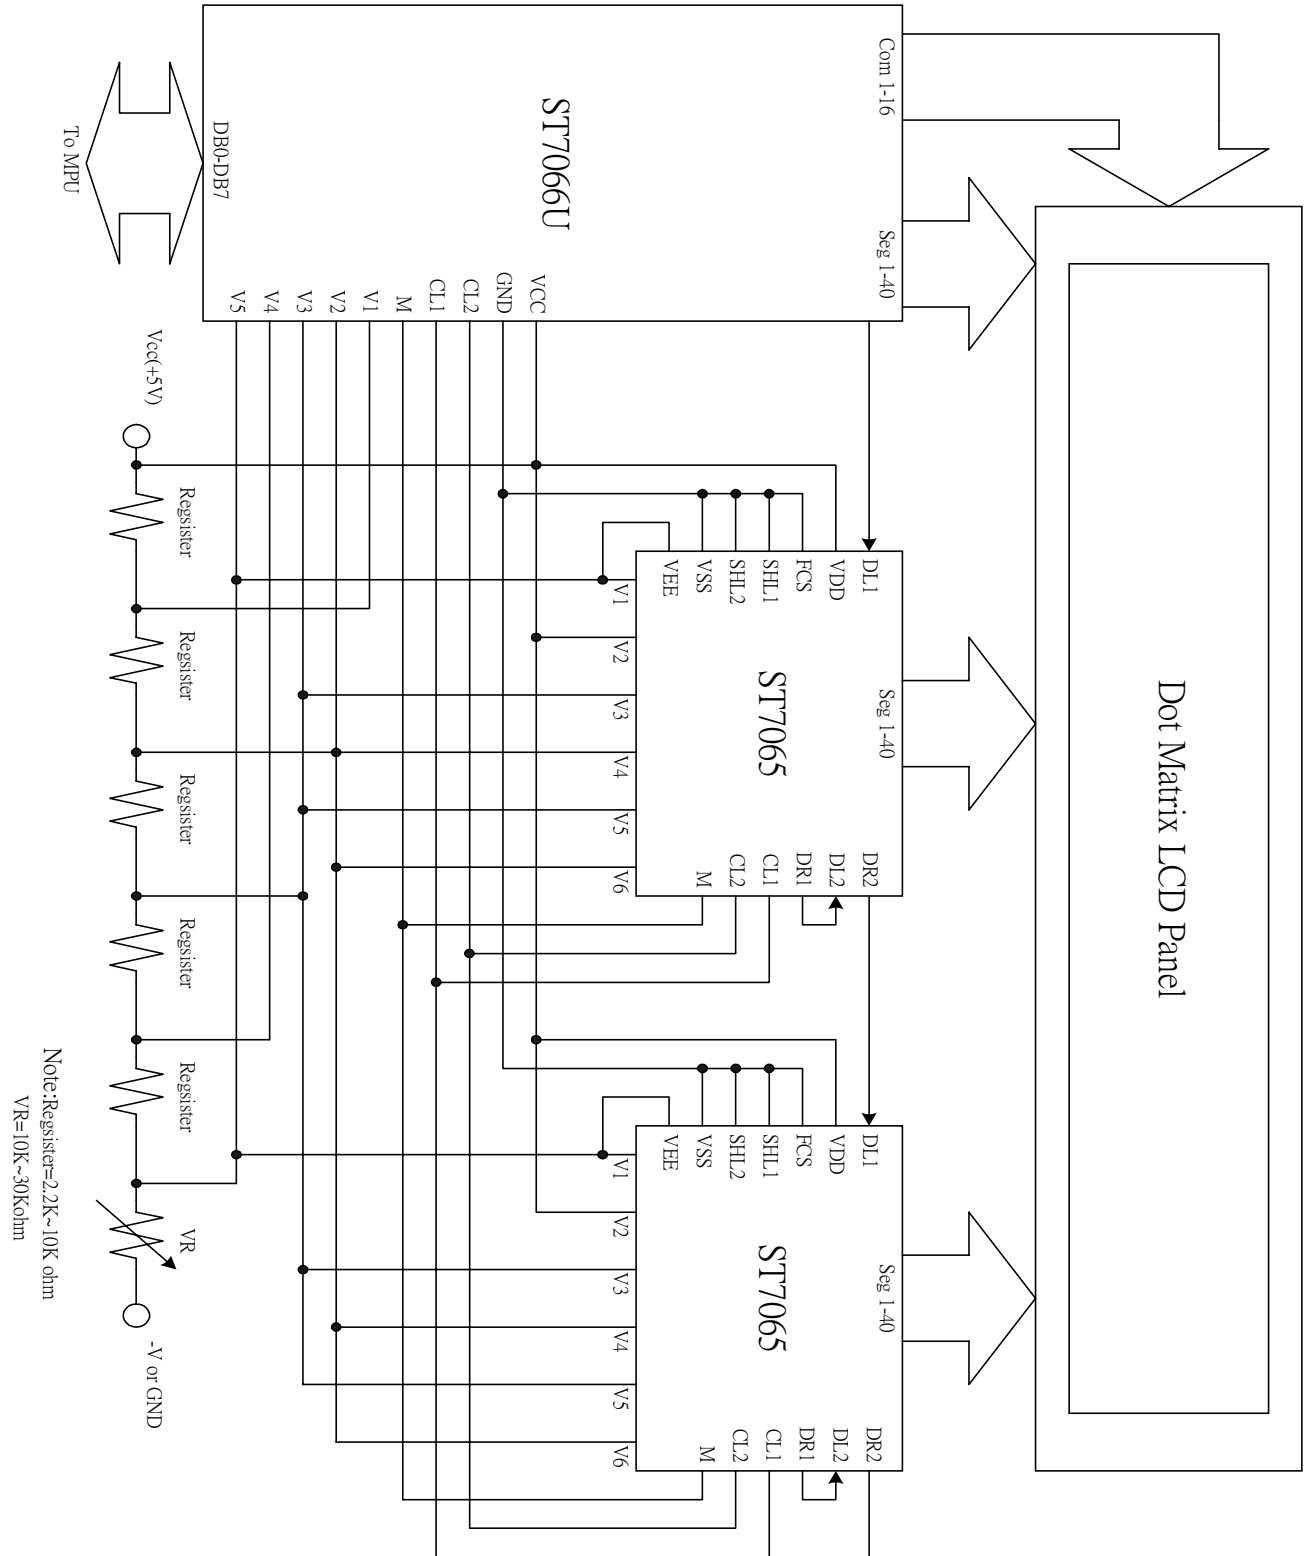 Dot Matrix LCD Panel
Com 1-16
Seg 1-40
ST7066U
DB0-DB7
To MPU
VCC
GND
CL2
CL1
M
V1
V2
V3
V4
V5
Seg 1-40
ST7065
DL1
VDD
FCS
SHL1
SHL2
VSS
VEE
V1
V2
V3
V4
V5
V6
DR2
DL2
DR1
CL1
CL2
M
Seg 1-40
ST7065
DL1
VDD
FCS
SHL1
SHL2
VSS
VEE
V1
V2
V3
V4
V5
V6
DR2
DL2
DR1
CL1
CL2
M
Vcc(+5V)
Regsister
Regsister
Regsister
Regsister
Regsister
VR
-V or GND
Note:Regsister=2.2K~10K ohm
VR=10K~30Kohm